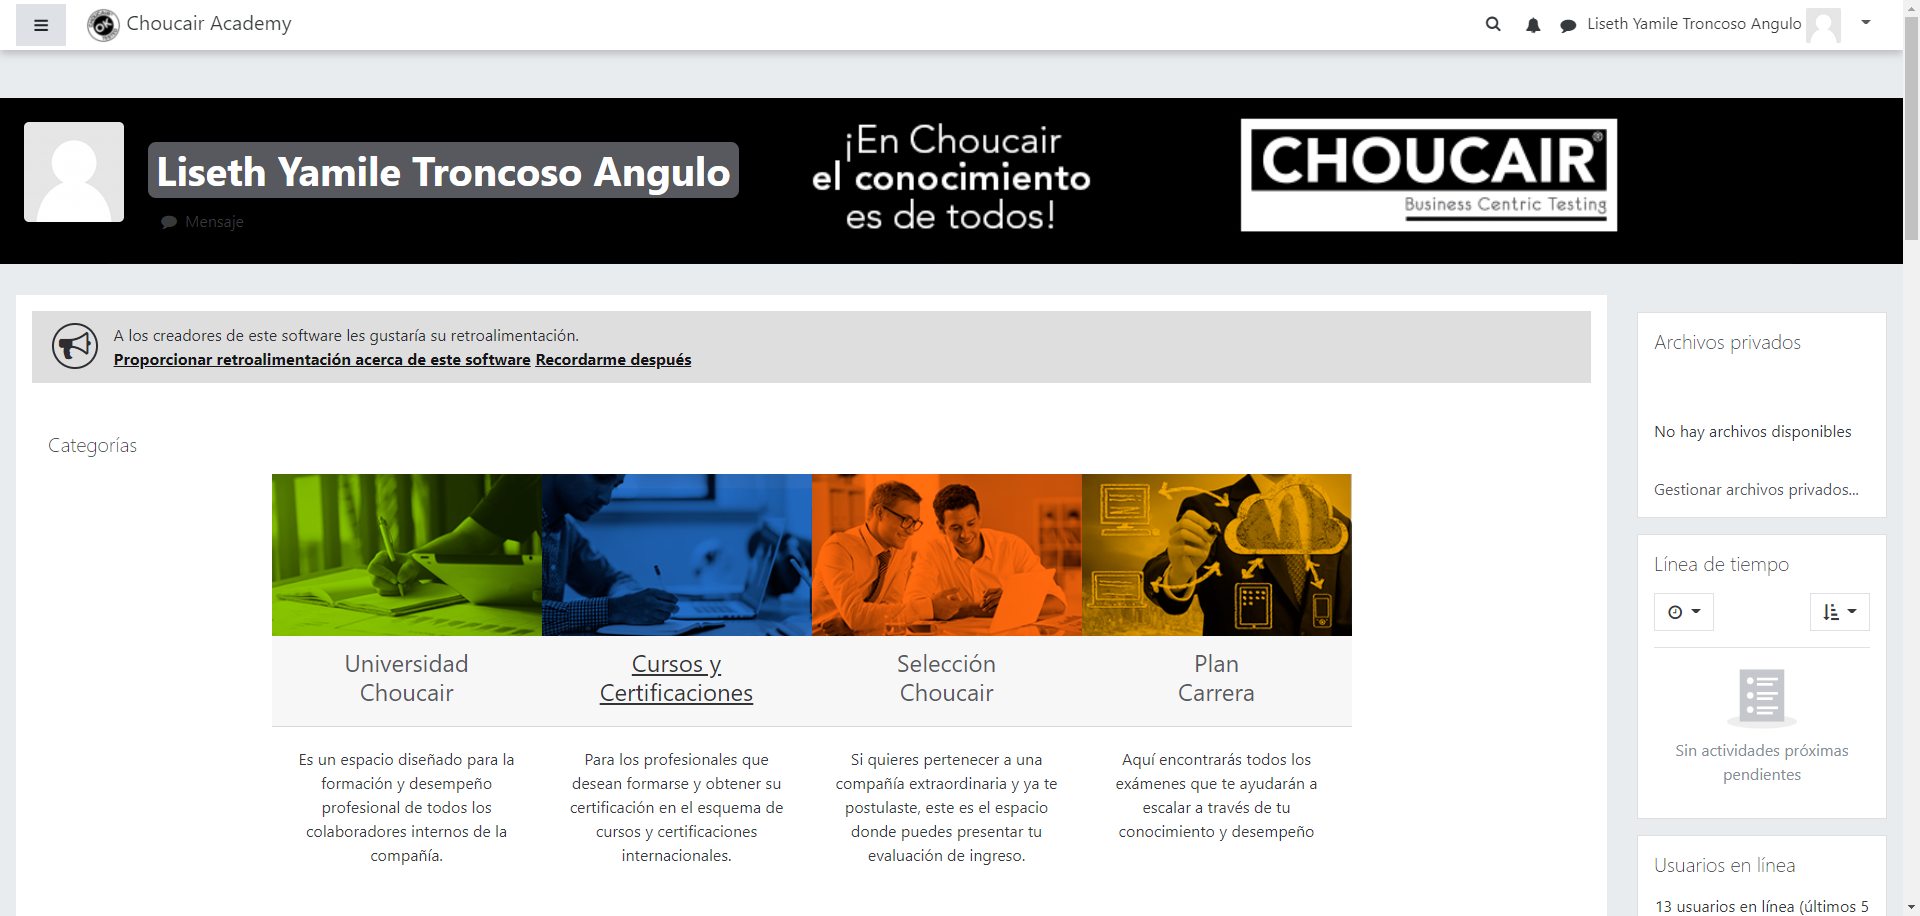 Choucair Academy
Liseth Yamile Troncoso Angulo
Liseth Yamile Troncoso Angulo
Mensaje
¡En Choucair
el conocimiento
es de todos!
CHOUCAIR®
Business Centric Testing
A los creadores de este software les gustaría su retroalimentación.
Proporcionar retroalimentación acerca de este software Recordarme después
Categorías
Universidad
Choucair
Es un espacio diseñado para la
formación y desempeño
profesional de todos los
colaboradores internos de la
compañía.
Cursos y
Certificaciones
Para los profesionales que
desean formarse y obtener su
certificación en el esquema de
cursos y certificaciones
internacionales.
Selección
Choucair
Si quieres pertenecer a una
compañía extraordinaria y ya te
postulaste, este es el espacio
donde puedes presentar tu
evaluación de ingreso.
Plan
Carrera
Aquí encontrarás todos los
exámenes que te ayudarán a
escalar a través de tu
conocimiento y desempeño
Archivos privados
No hay archivos disponibles
Gestionar archivos privados...
Línea de tiempo
Sin actividades próximas
pendientes
Usuarios en línea
13 usuarios en línea (últimos 5